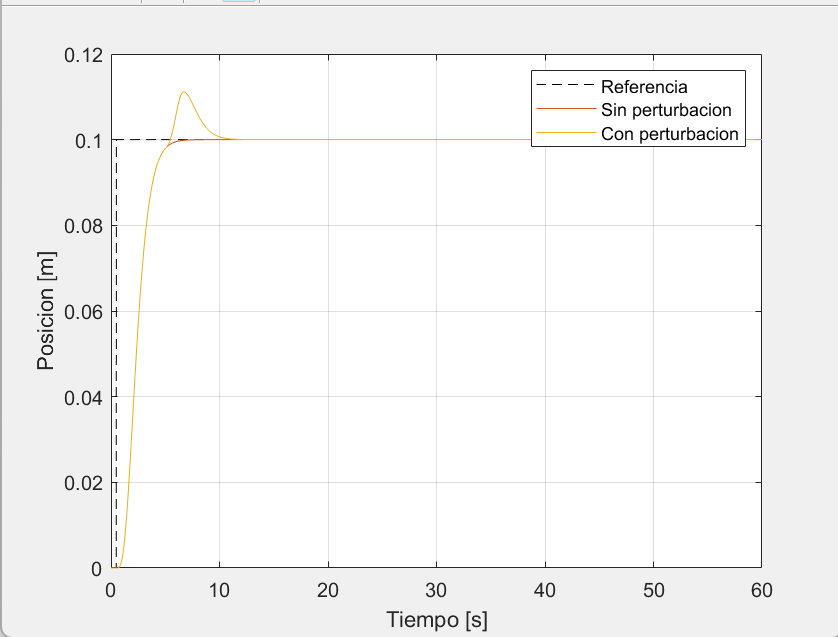 0.12
Referencia
Sin perturbacion
Con perturbacion
0.1
0.08
0.06
0.04
0.02
0
Posicion [m]
0 10 20 30 40 50 60
Tiempo [s]